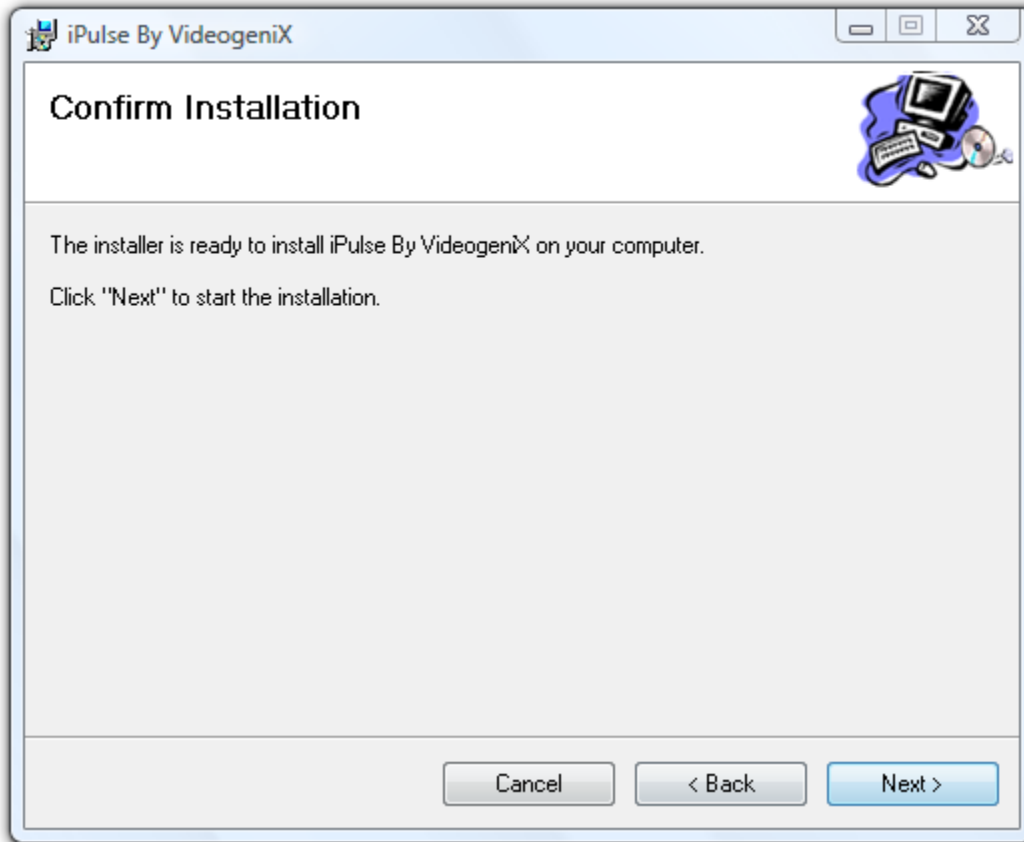 iPulse By VideogeniX
Confirm Installation
The installer is ready to install iPulse By VideogeniX on your computer.
Click "Next" to start the installation.
Cancel
< Back
Next >